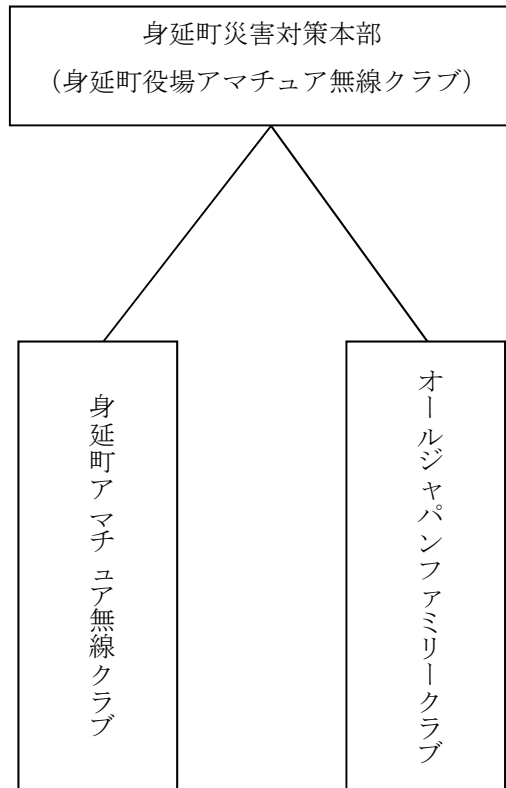 身延町災害対策本部
（身延町役場アマチュア無線クラブ）
身延町アマチュア無線クラブ
オールジャパンファミリークラブ